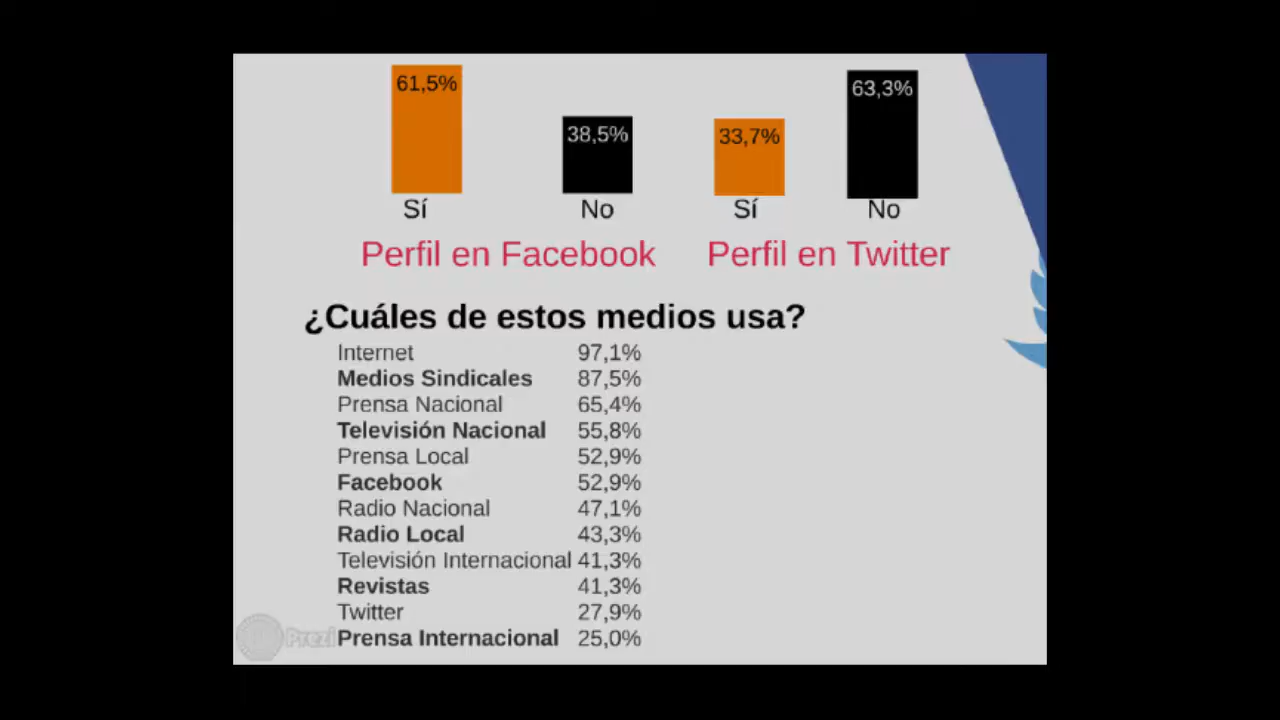 61,5% 38,5% 33,7% 63,3%
Sí No Sí No
Perfil en Facebook Perfil en Twitter
¿Cuáles de estos medios usa?
Internet 97,1%
Medios Sindicales 87,5%
Prensa Nacional 65,4%
Televisión Nacional 55,8%
Prensa Local 52,9%
Facebook 52,9%
Radio Nacional 47,1%
Radio Local 43,3%
Televisión Internacional 41,3%
Revistas 41,3%
Twitter 27,9%
Prensa Internacional 25,0%
Prezi